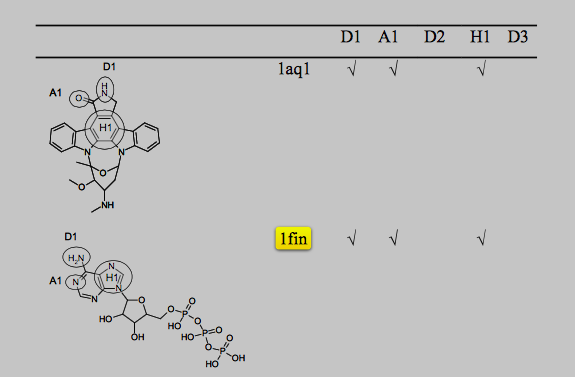 D1 A1 D2 H1 D3
1aq1 √ √ √
D1
A1
H
N
O
H1
N N
O
O
NH
1fin √ √ √
D1
H₂N
A1 N N H1
N N
O
O O
HO P O
HO OH HO P O
O O
P OH
HO